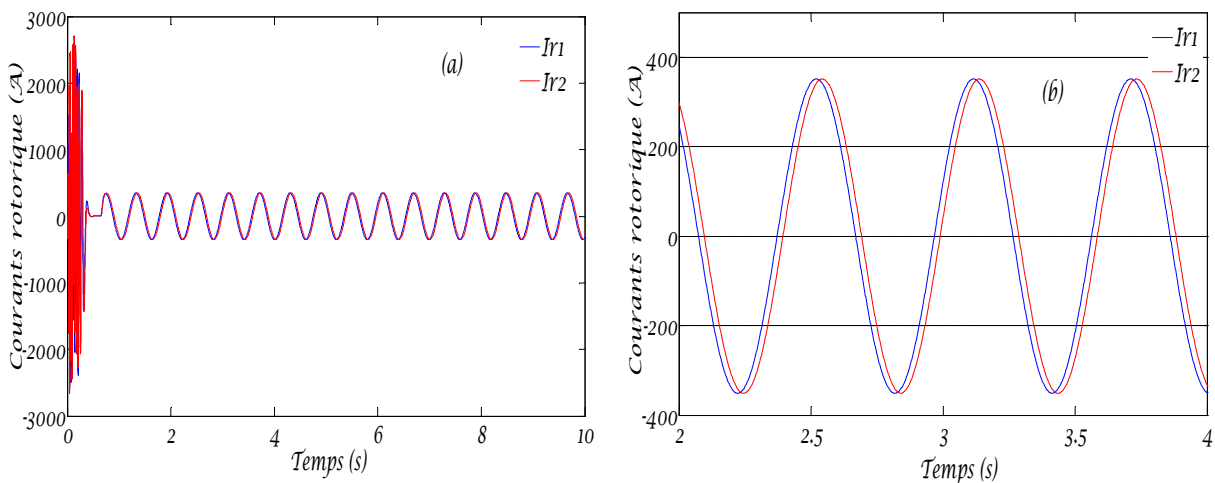 Courants rotorique (A)
3000
2000
1000
0
-1000
-2000
-3000
(a)
Ir1
Ir2
0
2
4
6
8
10
Temps (s)
Courants rotorique (A)
400
200
0
-200
-400
(b)
Ir1
Ir2
2
2.5
3
3.5
4
Temps (s)